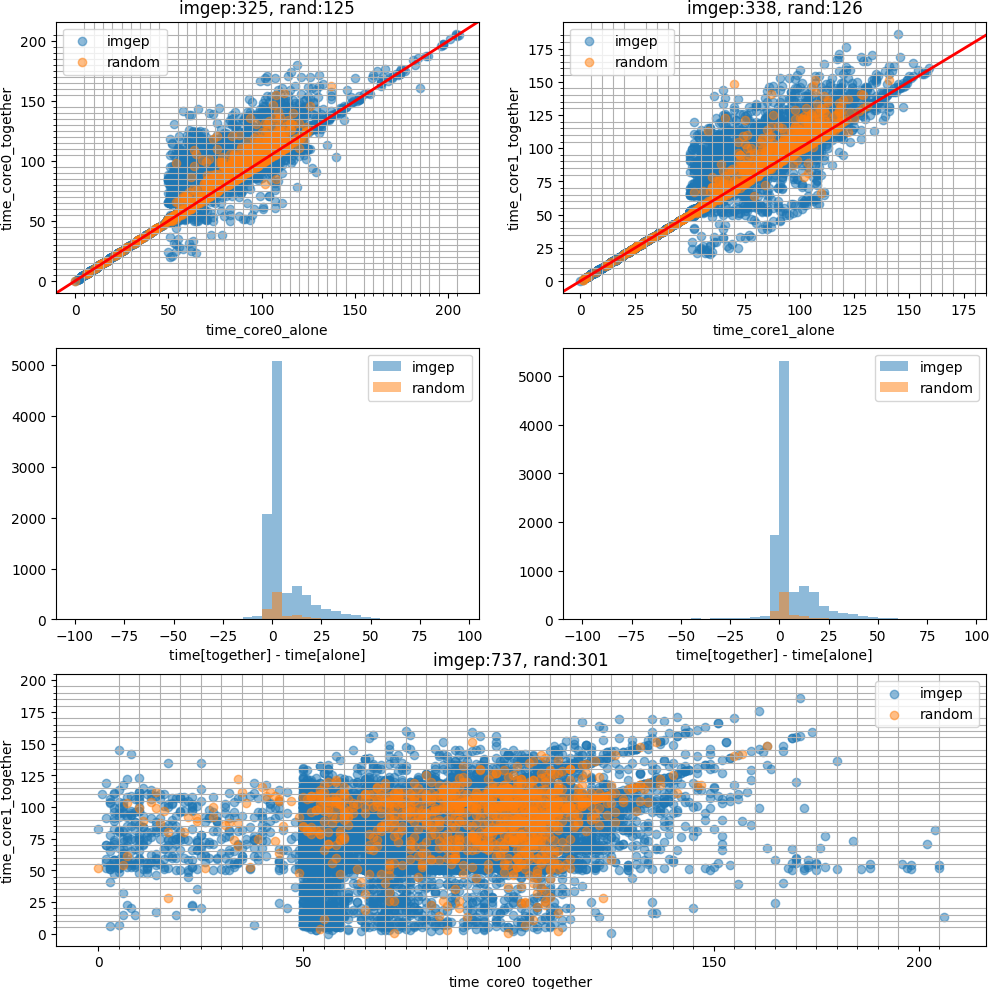 imgep:325, rand:125
imgep
random
time_core0_together
200
150
100
50
0
0 50 100 150 200
time_core0_alone
imgep:338, rand:126
imgep
random
time_core1_together
175
150
125
100
75
50
25
0
0 25 50 75 100 125 150 175
time_core1_alone
imgep
random
5000
4000
3000
2000
1000
0
−100 −75 −50 −25 0 25 50 75 100
time[together] - time[alone]
imgep
random
5000
4000
3000
2000
1000
0
−100 −75 −50 −25 0 25 50 75 100
time[together] - time[alone]
imgep:737, rand:301
imgep
random
time_core1_together
200
175
150
125
100
75
50
25
0
0 50 100 150 200
time_core0_together